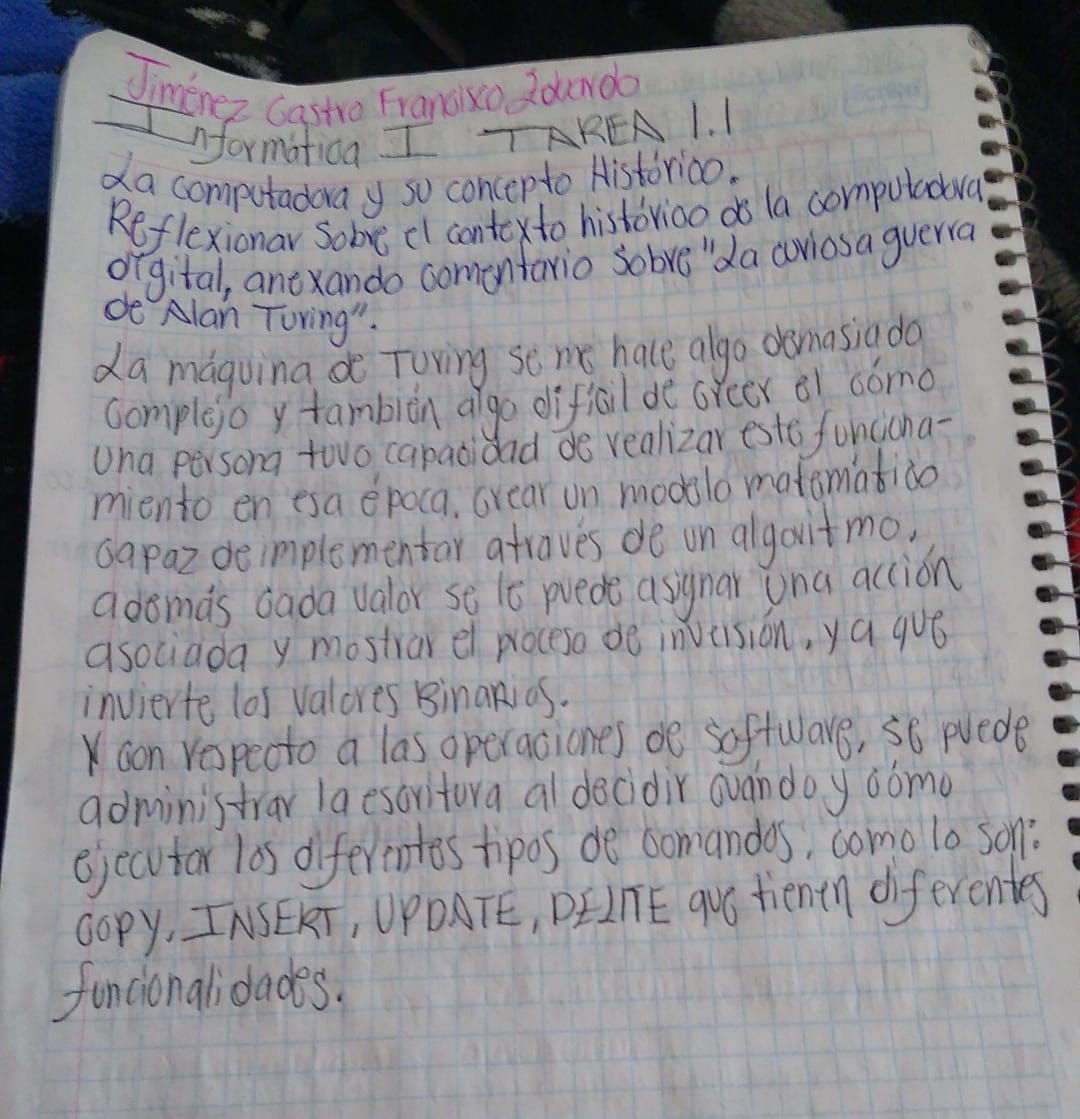 Jiménez Castro Francisco Eduardo
Informática I TAREA 1.1
La computadora y su concepto Histórico.
Reflexionar Sobre el contexto histórico de la computadora
digital, anexando comentario sobre "La curiosa guerra
de Alan Turing".
La máquina de Turing se me hace algo demasiado
complejo y también algo difícil de creer el cómo
una persona tuvo capacidad de realizar este funciona-
miento en esa época, crear un modelo matemático
capaz de implementar através de un algoritmo,
además cada valor se le puede asignar una acción
asociada y mostrar el proceso de inversión, ya que
invierte los valores Binarios.
Y con respecto a las operaciones de software, se puede
administrar la escritura al decidir cuándo y cómo
ejecutar los diferentes tipos de comandos, como lo son:
COPY, INSERT, UPDATE, DELITE que tienen diferentes
funcionalidades.